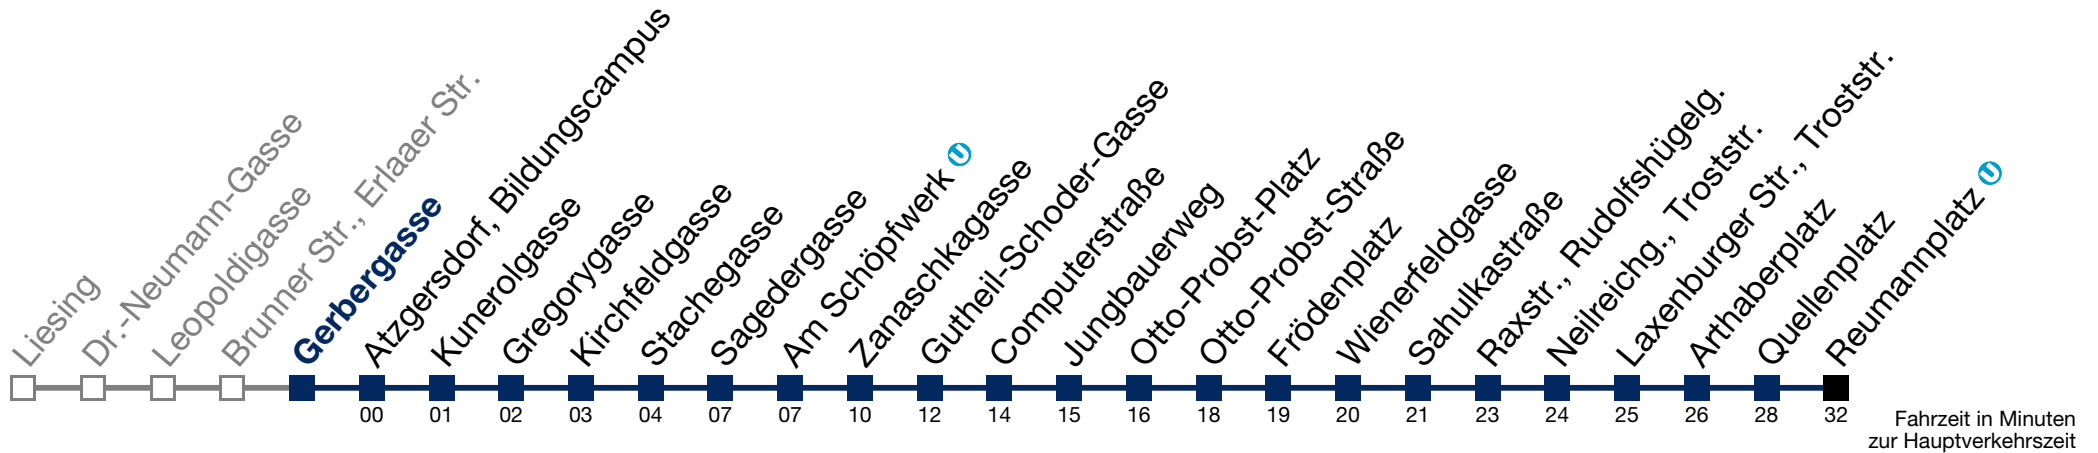 Liesing
Dr.-Neumann-Gasse
Leopoldigasse
Brunner Str., Erlaaer Str.
Gerbergasse
Atzgersdorf, Bildungscampus
Kunerolgasse
Gregorygasse
Kirchfeldgasse
Stachegasse
Sagedergasse
Am Schöpfwerk U
Zanaschkagasse
Gutheil-Schoder-Gasse
Computerstraße
Jungbauerweg
Otto-Probst-Platz
Otto-Probst-Straße
Frödenplatz
Wienerfeldgasse
Sahulkastraße
Raxstr., Rudolfshügelg.
Neilreichg., Troststr.
Laxenburger Str., Troststr.
Arthaberplatz
Quellenplatz
Reumannplatz U
00 01 02 03 04 07 07 10 12 14 15 16 18 19 20 21 23 24 25 26 28 32
Fahrzeit in Minuten
zur Hauptverkehrszeit